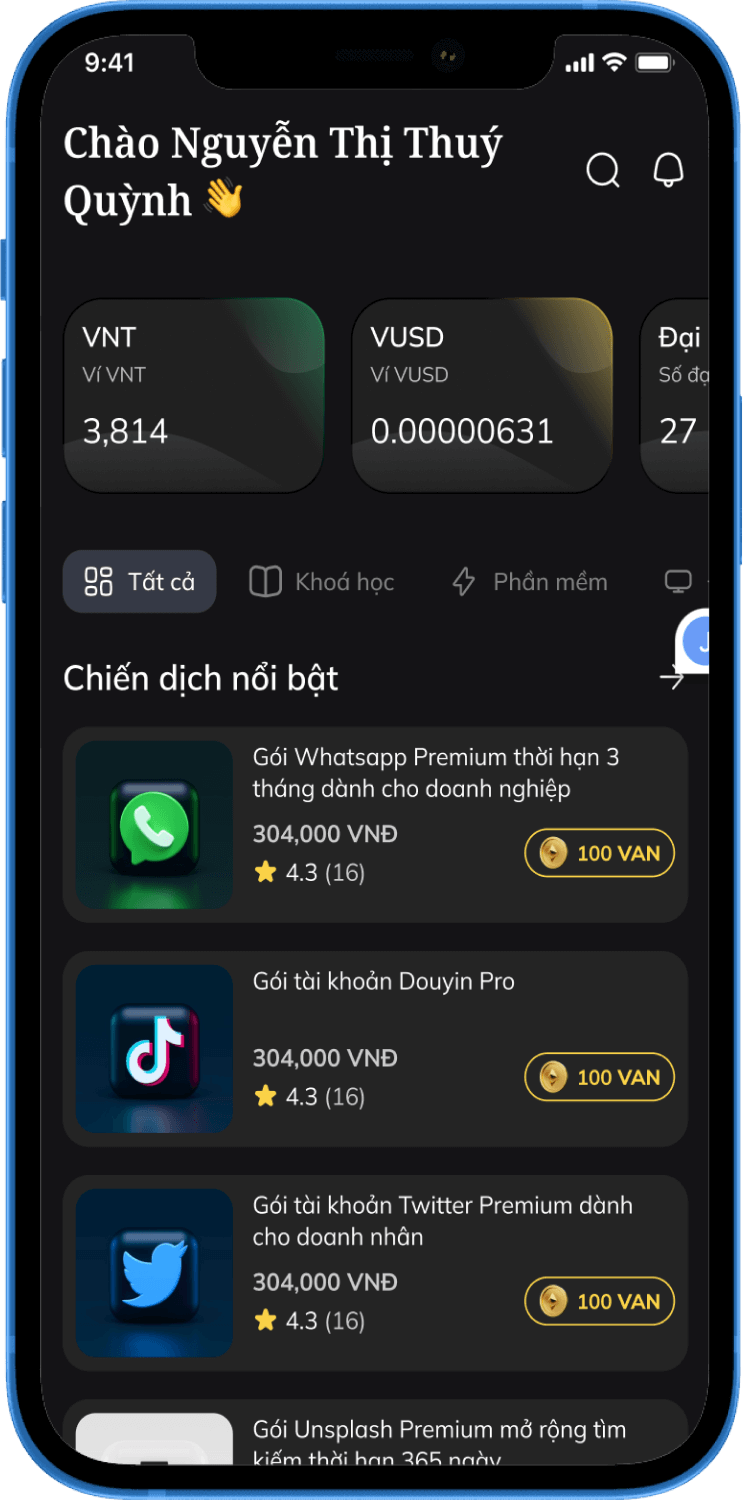 9:41
Chào Nguyễn Thị Thuý
Quỳnh 👋
VNT
Ví VNT
3,814
VUSD
Ví VUSD
0.00000631
Đại
Số đạ
27
Tất cả
Khoá học
Phần mềm
J
Chiến dịch nổi bật
Gói Whatsapp Premium thời hạn 3
tháng dành cho doanh nghiệp
304,000 VNĐ
4.3 (16)
100 VAN
Gói tài khoản Douyin Pro
304,000 VNĐ
4.3 (16)
100 VAN
Gói tài khoản Twitter Premium dành
cho doanh nhân
304,000 VNĐ
4.3 (16)
100 VAN
Gói Unsplash Premium mở rộng tìm
kiếm thời hạn 365 ngày